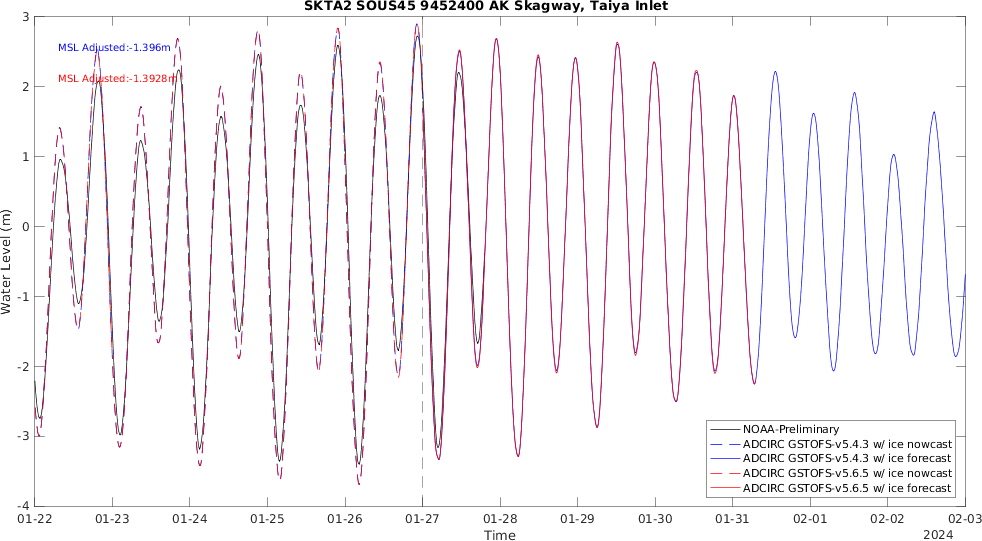 SKTA2 SOUS45 9452400 AK Skagway, Taiya Inlet
MSL Adjusted:-1.396m
MSL Adjusted:-1.3928m
Water Level (m)
3
2
1
0
-1
-2
-3
-4
NOAA-Preliminary
ADCIRC GSTOFS-v5.4.3 w/ ice nowcast
ADCIRC GSTOFS-v5.4.3 w/ ice forecast
ADCIRC GSTOFS-v5.6.5 w/ ice nowcast
ADCIRC GSTOFS-v5.6.5 w/ ice forecast
01-22 01-23 01-24 01-25 01-26 01-27 01-28 01-29 01-30 01-31 02-01 02-02 02-03
Time
2024